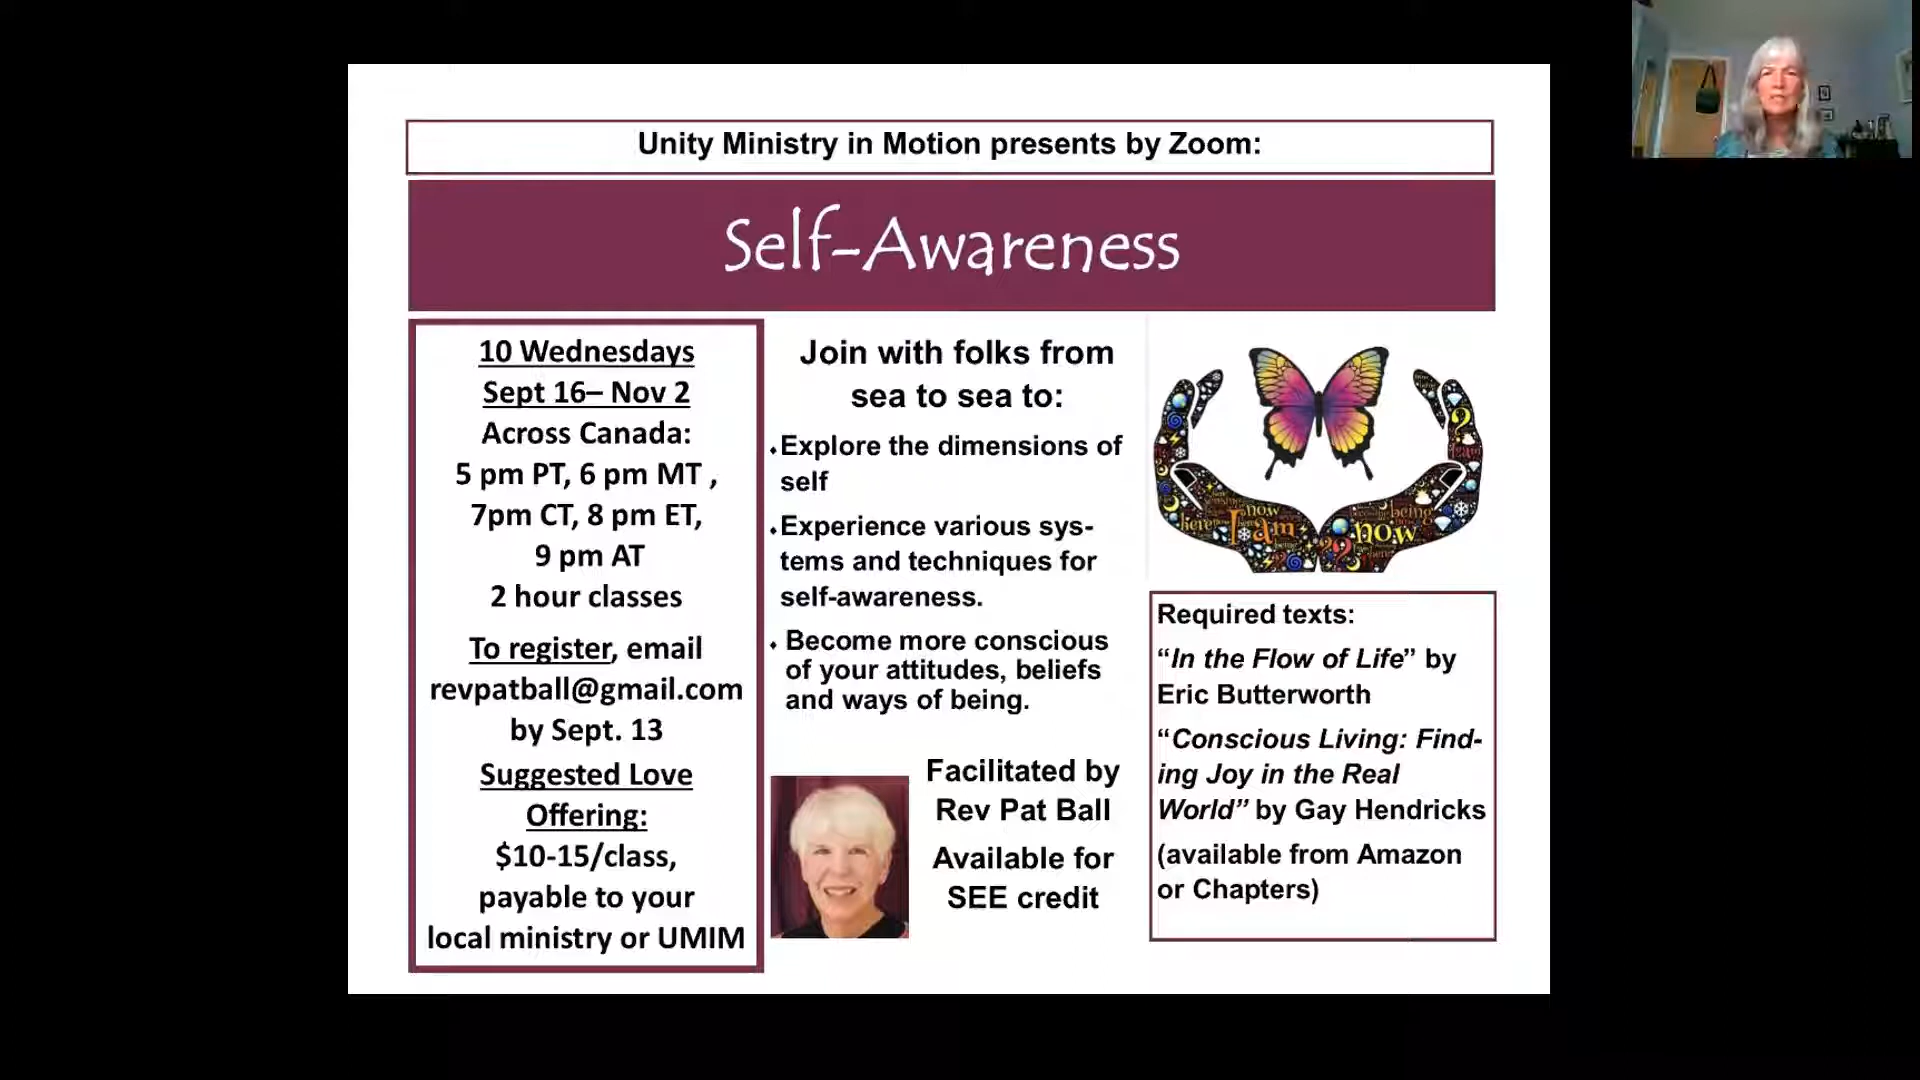 Unity Ministry in Motion presents by Zoom:
Self-Awareness
10 Wednesdays
Sept 16– Nov 2
Across Canada:
5 pm PT, 6 pm MT ,
7pm CT, 8 pm ET,
9 pm AT
2 hour classes
To register, email
revpatball@gmail.com
by Sept. 13
Suggested Love
Offering:
$10-15/class,
payable to your
local ministry or UMIM
Join with folks from
sea to sea to:
Explore the dimensions of
self
Experience various sys-
tems and techniques for
self-awareness.
Become more conscious
of your attitudes, beliefs
and ways of being.
Facilitated by
Rev Pat Ball
Available for
SEE credit
now
here
I am
being
now
here
Required texts:
“In the Flow of Life” by
Eric Butterworth
“Conscious Living: Find-
ing Joy in the Real
World” by Gay Hendricks
(available from Amazon
or Chapters)